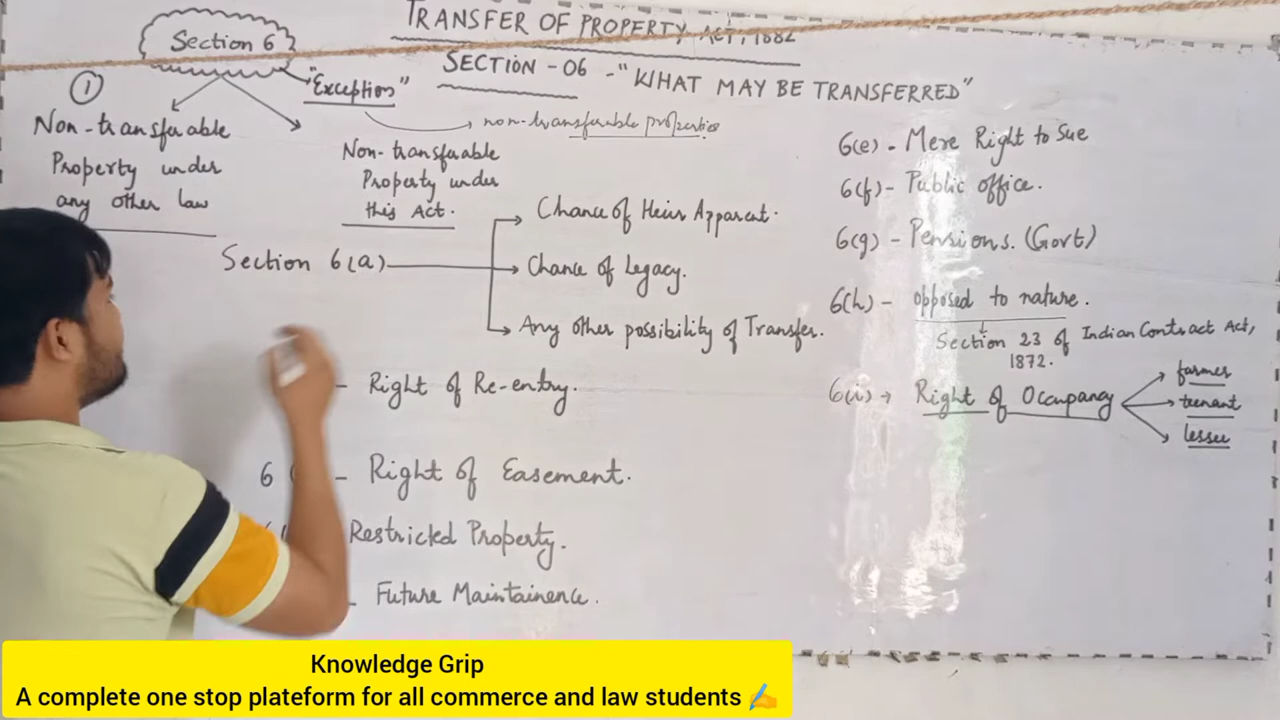 TRANSFER OF PROPERTY ACT, 1882
SECTION - 06 - "WHAT MAY BE TRANSFERRED"
Section 6
"Exception"
non-transferable properties
①
Non-transferable
Property under
any other law
Non-transferable
Property under
this Act.
Section 6(a)
Chance of Heir Apparent.
Chance of Legacy.
Any other possibility of Transfer.
- Right of Re-entry.
6 - Right of Easement.
Restricted Property.
- Future Maintainence.
6(e) - Mere Right to Sue
6(f) - Public office.
6(g) - Pensions. (Govt)
6(h) - opposed to nature.
Section 23 of Indian Contract Act,
1872.
6(i) → Right of Occupancy
farmer
teenant
lessee
Knowledge Grip
A complete one stop plateform for all commerce and law students ✍️